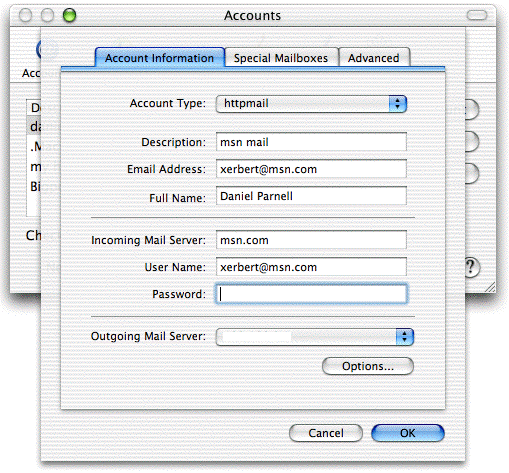 Accounts
Account Information Special Mailboxes Advanced
Account Type: httpmail
Description: msn mail
Email Address: xerbert@msn.com
Full Name: Daniel Parnell
Incoming Mail Server: msn.com
User Name: xerbert@msn.com
Password:
Outgoing Mail Server:
Options...
Cancel OK
Acc
D
da
.Ma
m
Bi
Ch
?